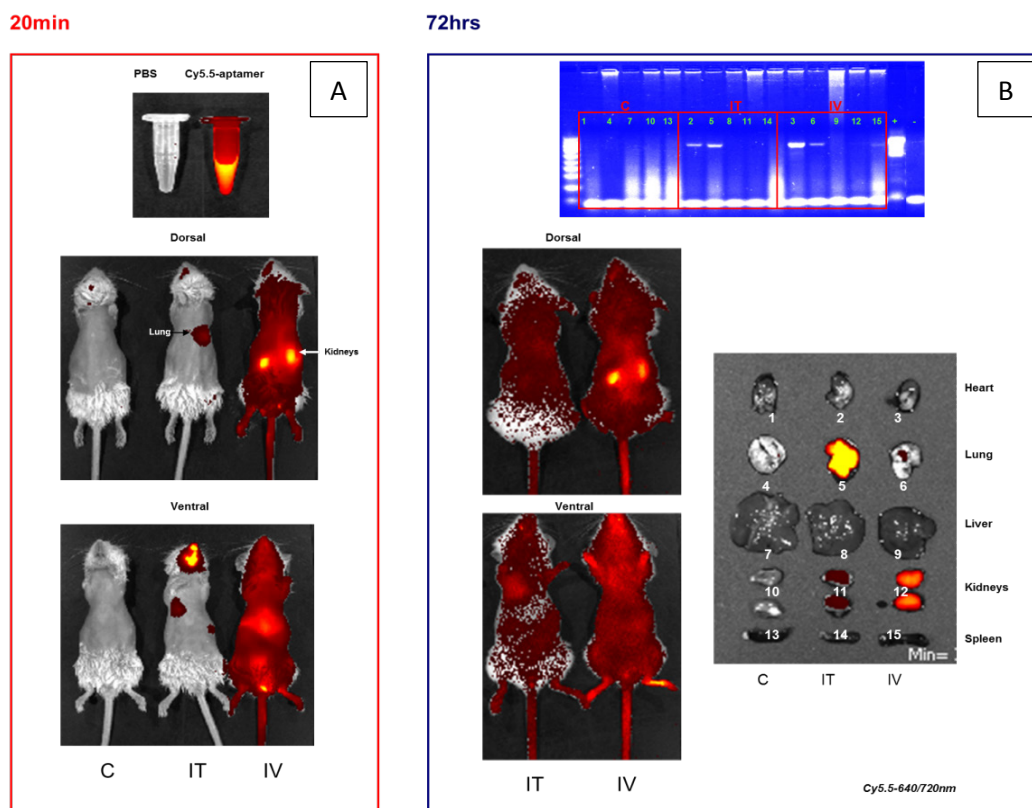 20min
72hrs
A
PBS Cy5.5-aptamer
Dorsal
Lung
Kidneys
Ventral
C IT IV
B
C IT IV
1 4 7 10 13 2 5 8 11 14 3 6 9 12 15 + -
Dorsal
Ventral
IT IV
1 2 3 Heart
4 5 6 Lung
7 8 9 Liver
10 11 12 Kidneys
13 14 15 Spleen
Min=
C IT IV
Cy5.5-640/720nm